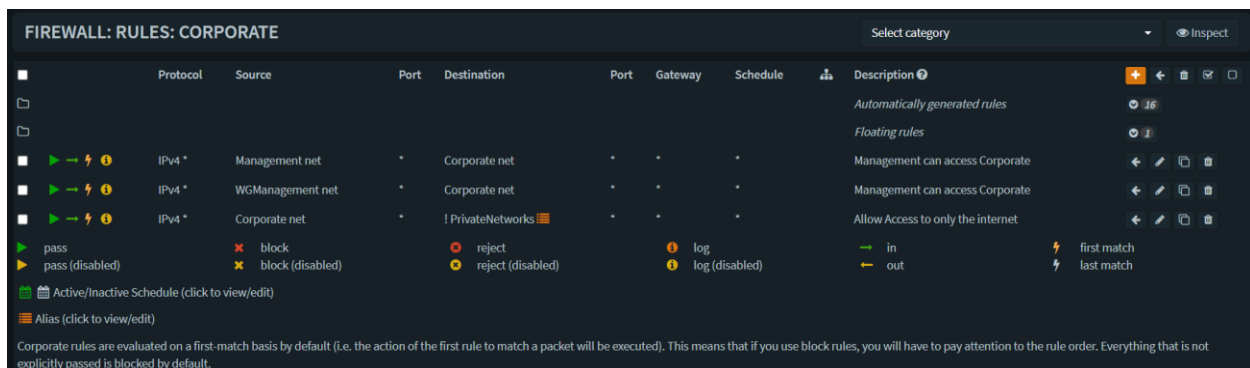 FIREWALL: RULES: CORPORATE Select category Inspect
Protocol Source Port Destination Port Gateway Schedule Description
Automatically generated rules 16
Floating rules 1
IPv4 * Management net * Corporate net * * * Management can access Corporate
IPv4 * WGManagement net * Corporate net * * * Management can access Corporate
IPv4 * Corporate net * ! PrivateNetworks * * * Allow Access to only the internet
pass block reject log in first match
pass (disabled) block (disabled) reject (disabled) log (disabled) out last match
Active/Inactive Schedule (click to view/edit)
Alias (click to view/edit)
Corporate rules are evaluated on a first-match basis by default (i.e. the action of the first rule to match a packet will be executed). This means that if you use block rules, you will have to pay attention to the rule order. Everything that is not
explicitly passed is blocked by default.